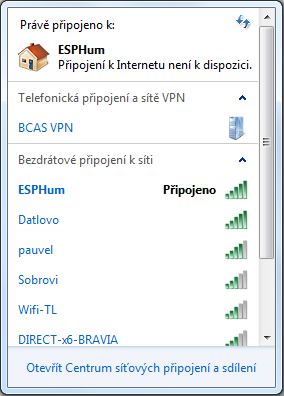 Právě připojeno k:
ESPHum
Připojení k Internetu není k dispozici.
Telefonická připojení a sítě VPN
BCAS VPN
Bezdrátové připojení k síti
ESPHum Připojeno
Datlovo
pauvel
Sobrovi
Wifi-TL
DIRECT-x6-BRAVIA
Otevřít Centrum síťových připojení a sdílení